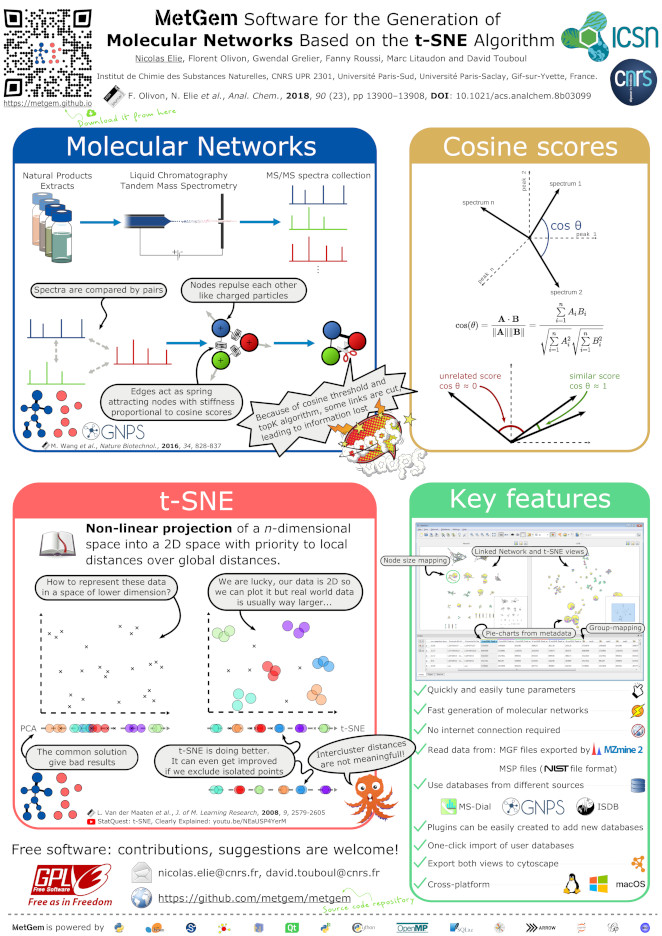 MetGem Software for the Generation of
Molecular Networks Based on the t-SNE Algorithm
Nicolas Elie, Florent Olivon, Gwendal Grelier, Fanny Roussi, Marc Litaudon and David Touboul
Institut de Chimie des Substances Naturelles, CNRS UPR 2301, Université Paris-Sud, Université Paris-Saclay, Gif-sur-Yvette, France.
F. Olivon, N. Elie et al., Anal. Chem., 2018, 90 (23), pp 13900–13908, DOI: 10.1021/acs.analchem.8b03099
https://metgem.github.io
Download it from here
ICSN
cnrs
Molecular Networks
Natural Products
Extracts
Liquid Chromatography
Tandem Mass Spectrometry
MS/MS spectra collection
Spectra are compared by pairs
Nodes repulse each other
like charged particles
Edges act as spring
attracting nodes with stiffness
proportional to cosine scores
Because of cosine threshold and
topK algorithm, some links are cut,
leading to information lost
GNPS
M. Wang et al., Nature Biotechnol., 2016, 34, 828-837
Cosine scores
peak 2
spectrum 1
spectrum n
cos θ
peak 1
peak n
spectrum 2
cos(θ) = A · B / ‖A‖‖B‖ = n∑i=1 AiBi / √n∑i=1 Ai² √n∑i=1 Bi²
unrelated score
cos θ ≈ 0
similar score
cos θ ≈ 1
t-SNE
Non-linear projection of a n-dimensional
space into a 2D space with priority to local
distances over global distances.
How to represent these data
in a space of lower dimension?
We are lucky, our data is 2D so
we can plot it but real world data
is usually way larger...
PCA
t-SNE
The common solution
give bad results
t-SNE is doing better.
It can even get improved
if we exclude isolated points
Intercluster distances
are not meaningful!
L. Van der Maaten et al., J. of M. Learning Research, 2008, 9, 2579-2605
StatQuest: t-SNE, Clearly Explained: youtu.be/NEaUSP4YerM
Key features
Node size mapping
Linked Network and t-SNE views
Pie-charts from metadata
Group-mapping
Quickly and easily tune parameters
Fast generation of molecular networks
No internet connection required
Read data from: MGF files exported by MZmine 2
MSP files (NIST file format)
Use databases from different sources
MS-Dial
GNPS
ISDB
Plugins can be easily created to add new databases
One-click import of user databases
Export both views to cytoscape
Cross-platform
macOS
Free software: contributions, suggestions are welcome!
GPL v3
Free Software
Free as in Freedom
nicolas.elie@cnrs.fr, david.touboul@cnrs.fr
https://github.com/metgem/metgem
Source code repository
MetGem is powered by
Qt
OpenMP
ARROW